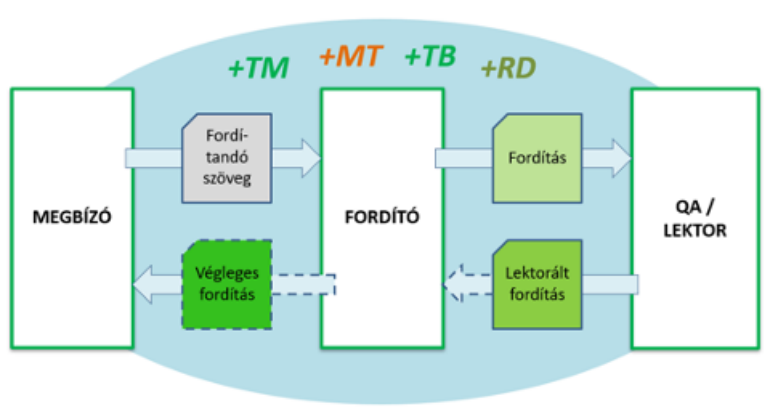 +TM +MT +TB +RD
Fordí-
tandó
szöveg
Fordítás
MEGBÍZÓ
FORDÍTÓ
QA /
LEKTOR
Végleges
fordítás
Lektorált
fordítás